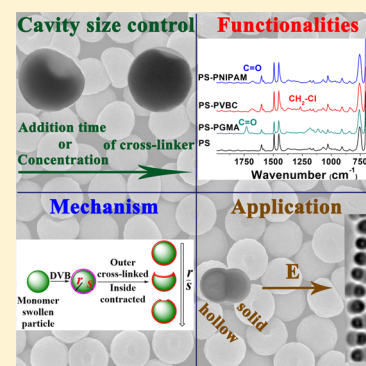 Cavity size control
Addition time
or
Concentration
of cross-linker
Functionalities
C=O
PS-PNIPAM
CH2-Cl
PS-PVBC
C=O
PS-PGMA
PS
1750 1500 1250 1000 750 500
Wavenumber (cm-1)
Mechanism
Monomer
swollen
particle
DVB
r s
Outer
cross-linked
Inside
contracted
r
s
Application
E
hollow
solid